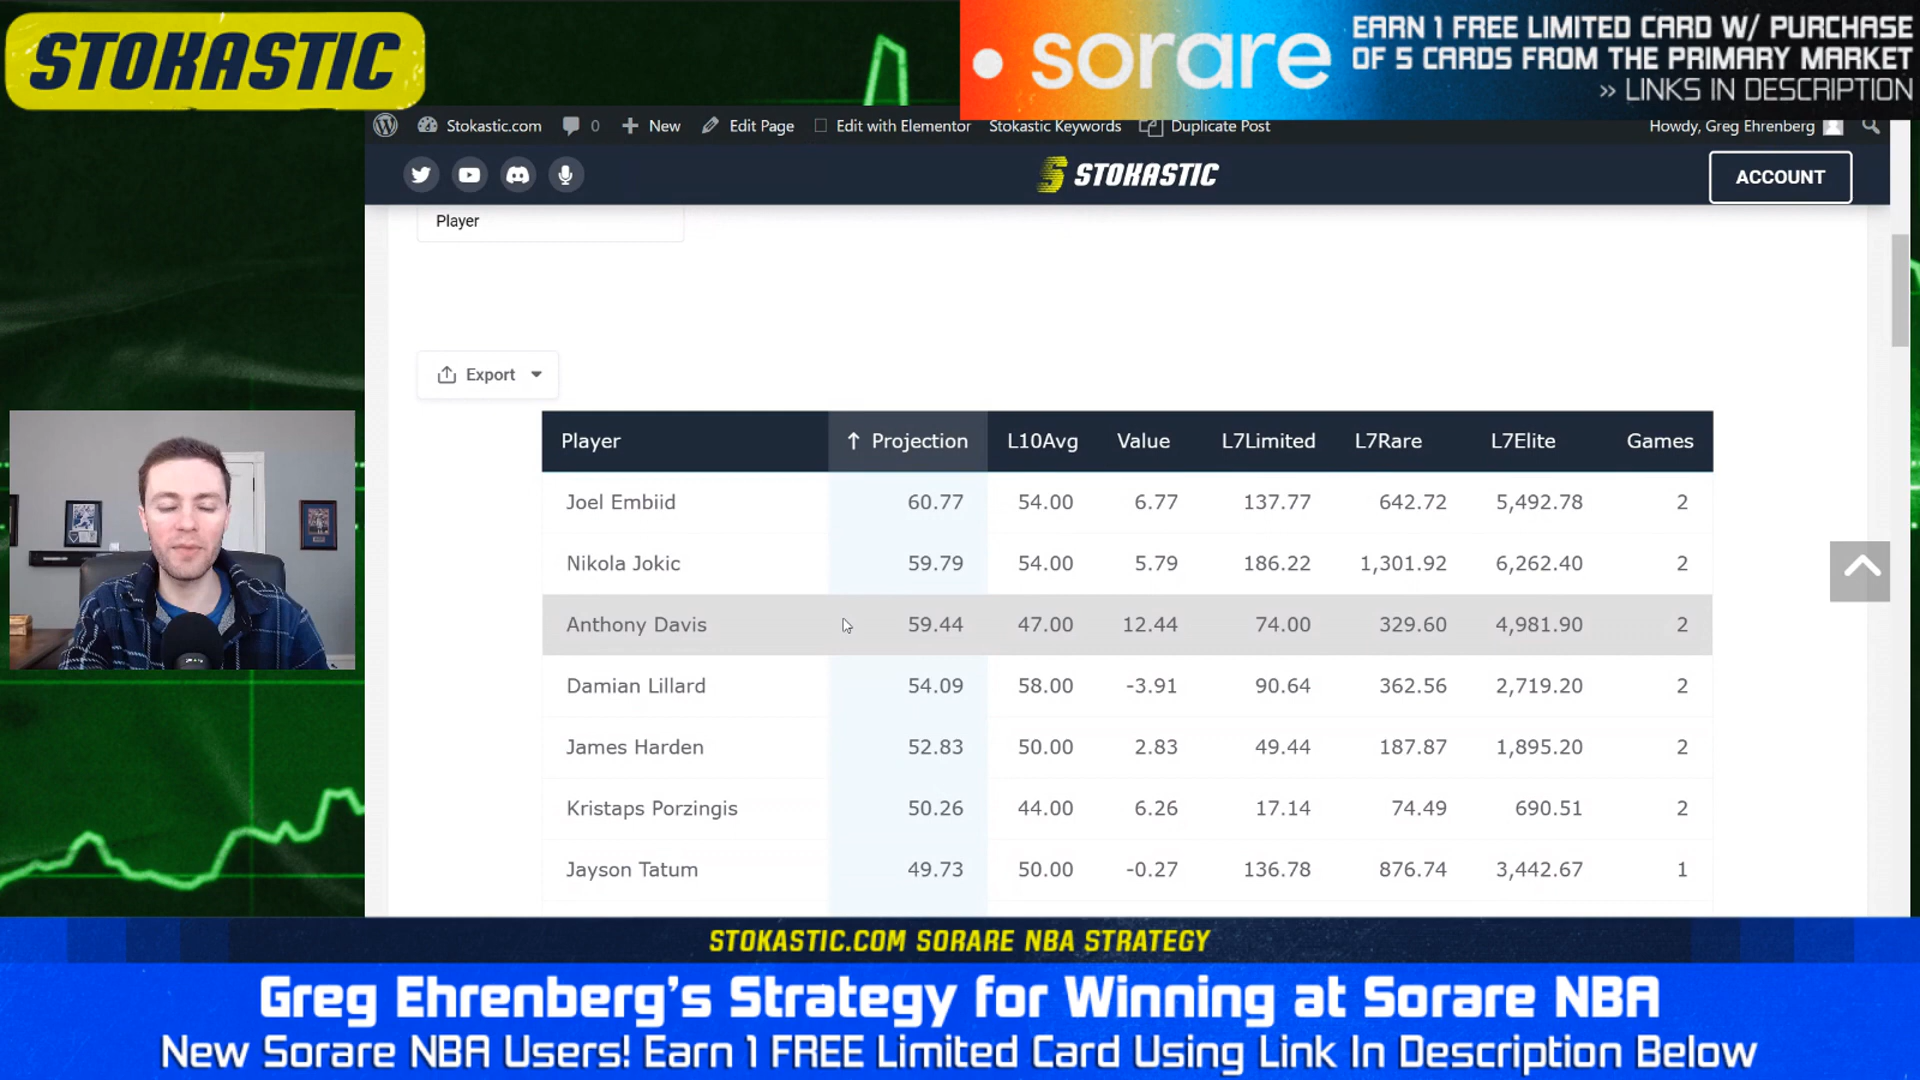 STOKASTIC
sorare
EARN 1 FREE LIMITED CARD W/ PURCHASE
OF 5 CARDS FROM THE PRIMARY MARKET
>> LINKS IN DESCRIPTION
Stokastic.com 0 New Edit Page Edit with Elementor Stokastic Keywords Duplicate Post Howdy, Greg Ehrenberg
STOKASTIC
ACCOUNT
Player
Export
Player ↑ Projection L10Avg Value L7Limited L7Rare L7Elite Games
Joel Embiid 60.77 54.00 6.77 137.77 642.72 5,492.78 2
Nikola Jokic 59.79 54.00 5.79 186.22 1,301.92 6,262.40 2
Anthony Davis 59.44 47.00 12.44 74.00 329.60 4,981.90 2
Damian Lillard 54.09 58.00 -3.91 90.64 362.56 2,719.20 2
James Harden 52.83 50.00 2.83 49.44 187.87 1,895.20 2
Kristaps Porzingis 50.26 44.00 6.26 17.14 74.49 690.51 2
Jayson Tatum 49.73 50.00 -0.27 136.78 876.74 3,442.67 1
STOKASTIC.COM SORARE NBA STRATEGY
Greg Ehrenberg's Strategy for Winning at Sorare NBA
New Sorare NBA Users! Earn 1 FREE Limited Card Using Link In Description Below